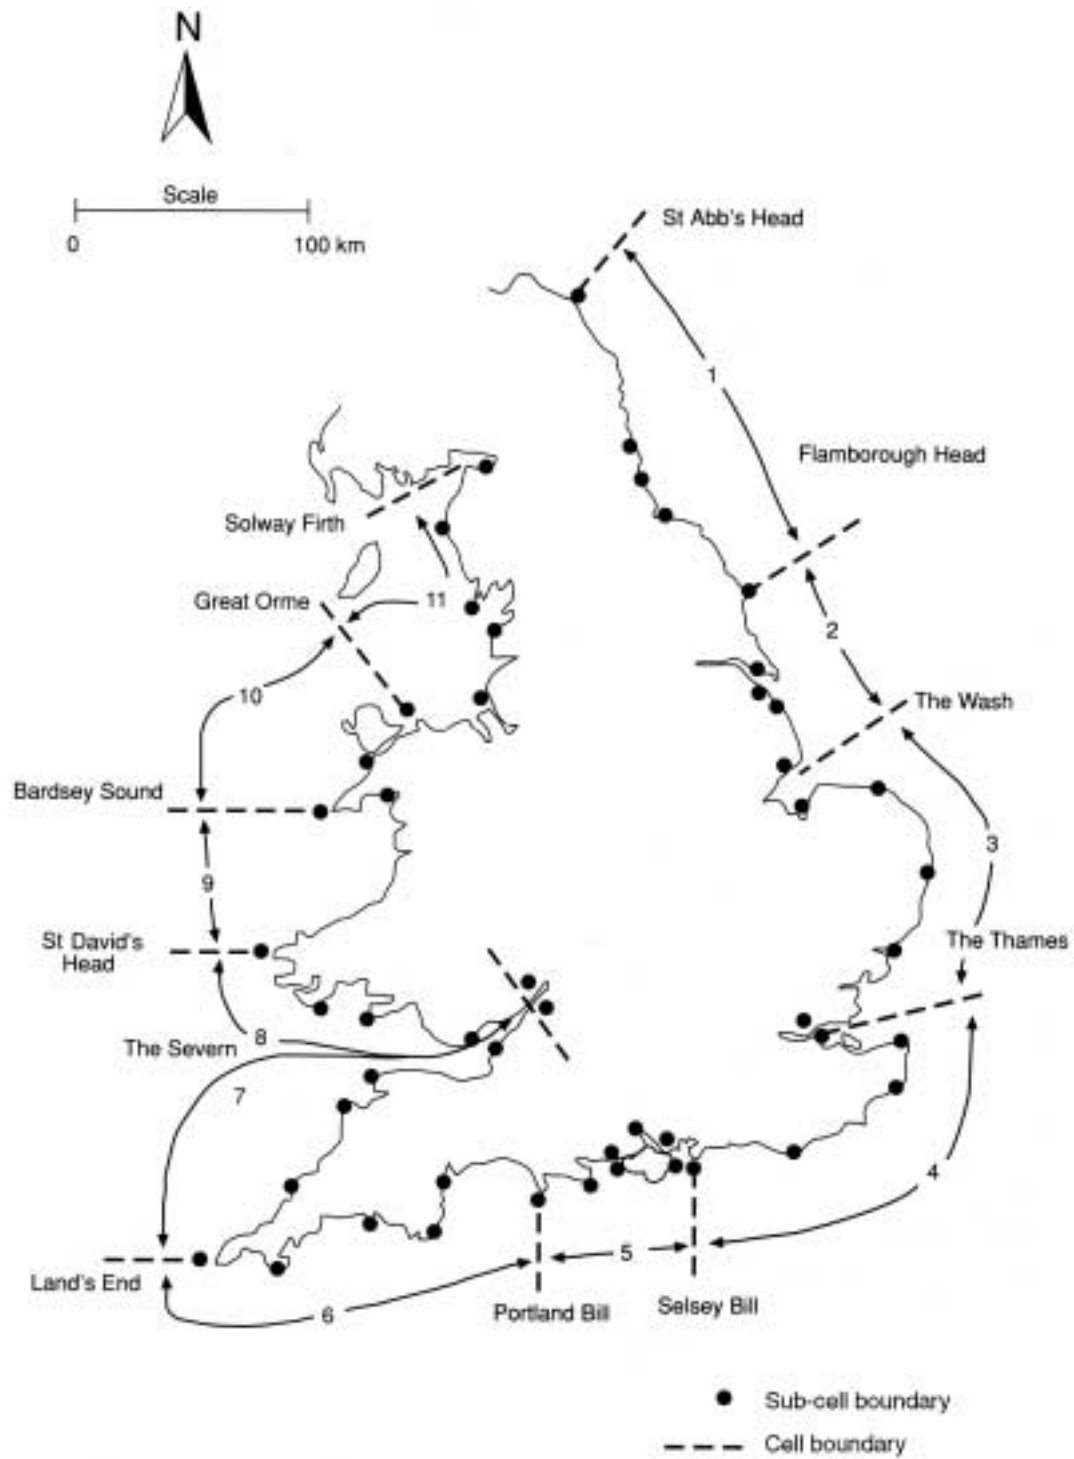 N
Scale
0
100 km
St Abb's Head
1
Flamborough Head
Solway Firth
Great Orme
11
2
10
The Wash
Bardsey Sound
3
9
St David's
Head
The Thames
8
The Severn
7
4
5
Land's End
6
Portland Bill
Selsey Bill
Sub-cell boundary
Cell boundary